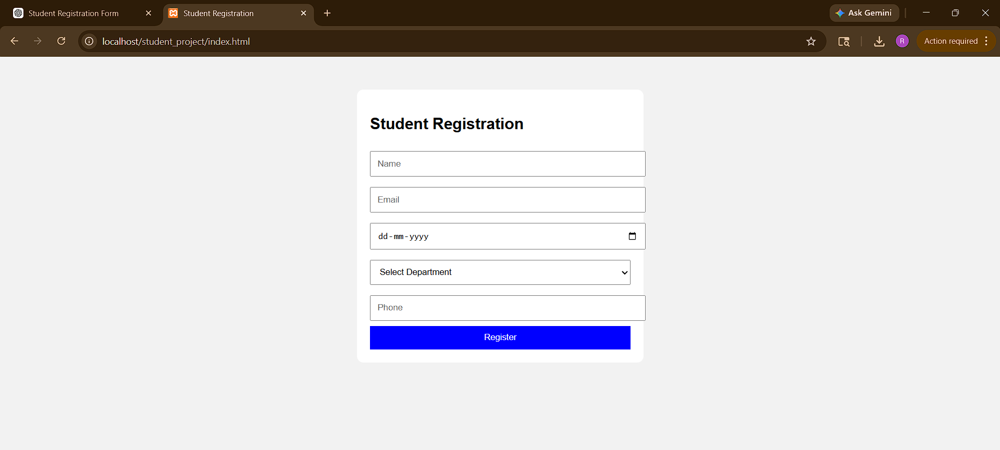 Student Registration Form
Student Registration
Ask Gemini
localhost/student_project/index.html
R
Action required
Student Registration
Name
Email
dd-mm-yyyy
Select Department
Phone
Register